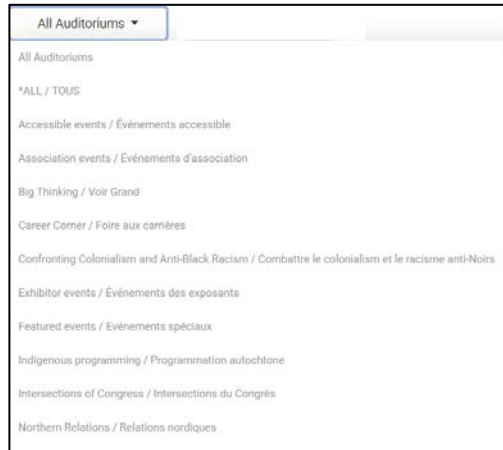 All Auditoriums
All Auditoriums
*ALL / TOUS
Accessible events / Événements accessible
Association events / Événements d'association
Big Thinking / Voir Grand
Career Corner / Foire aux carrières
Confronting Colonialism and Anti-Black Racism / Combattre le colonialism et le racisme anti-Noirs
Exhibitor events / Événements des exposants
Featured events / Evénements spéciaux
Indigenous programming / Programmation autochtone
Intersections of Congress / Intersections du Congrès
Northern Relations / Relations nordiques